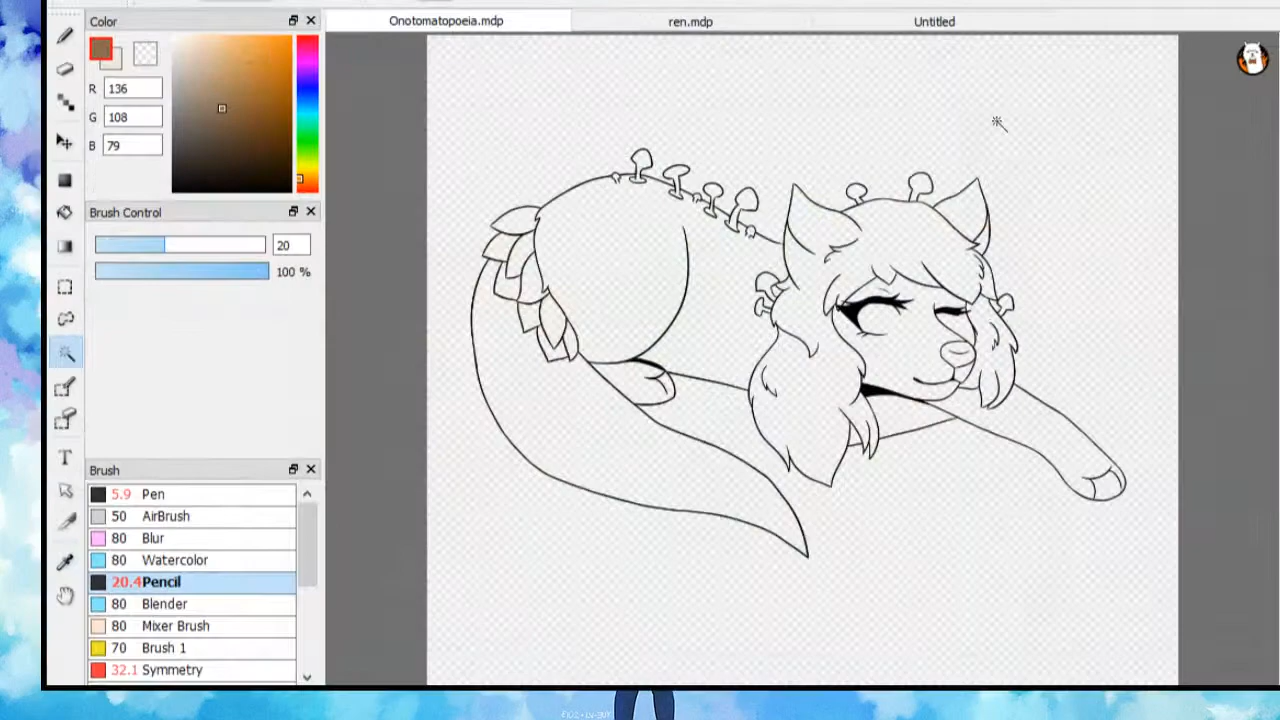 Color
Onotomatopoeia.mdp
ren.mdp
Untitled
R 136
G 108
B 79
Brush Control
20
100 %
T
Brush
5.9 Pen
50 AirBrush
80 Blur
80 Watercolor
20.4 Pencil
80 Blender
80 Mixer Brush
70 Brush 1
32.1 Symmetry